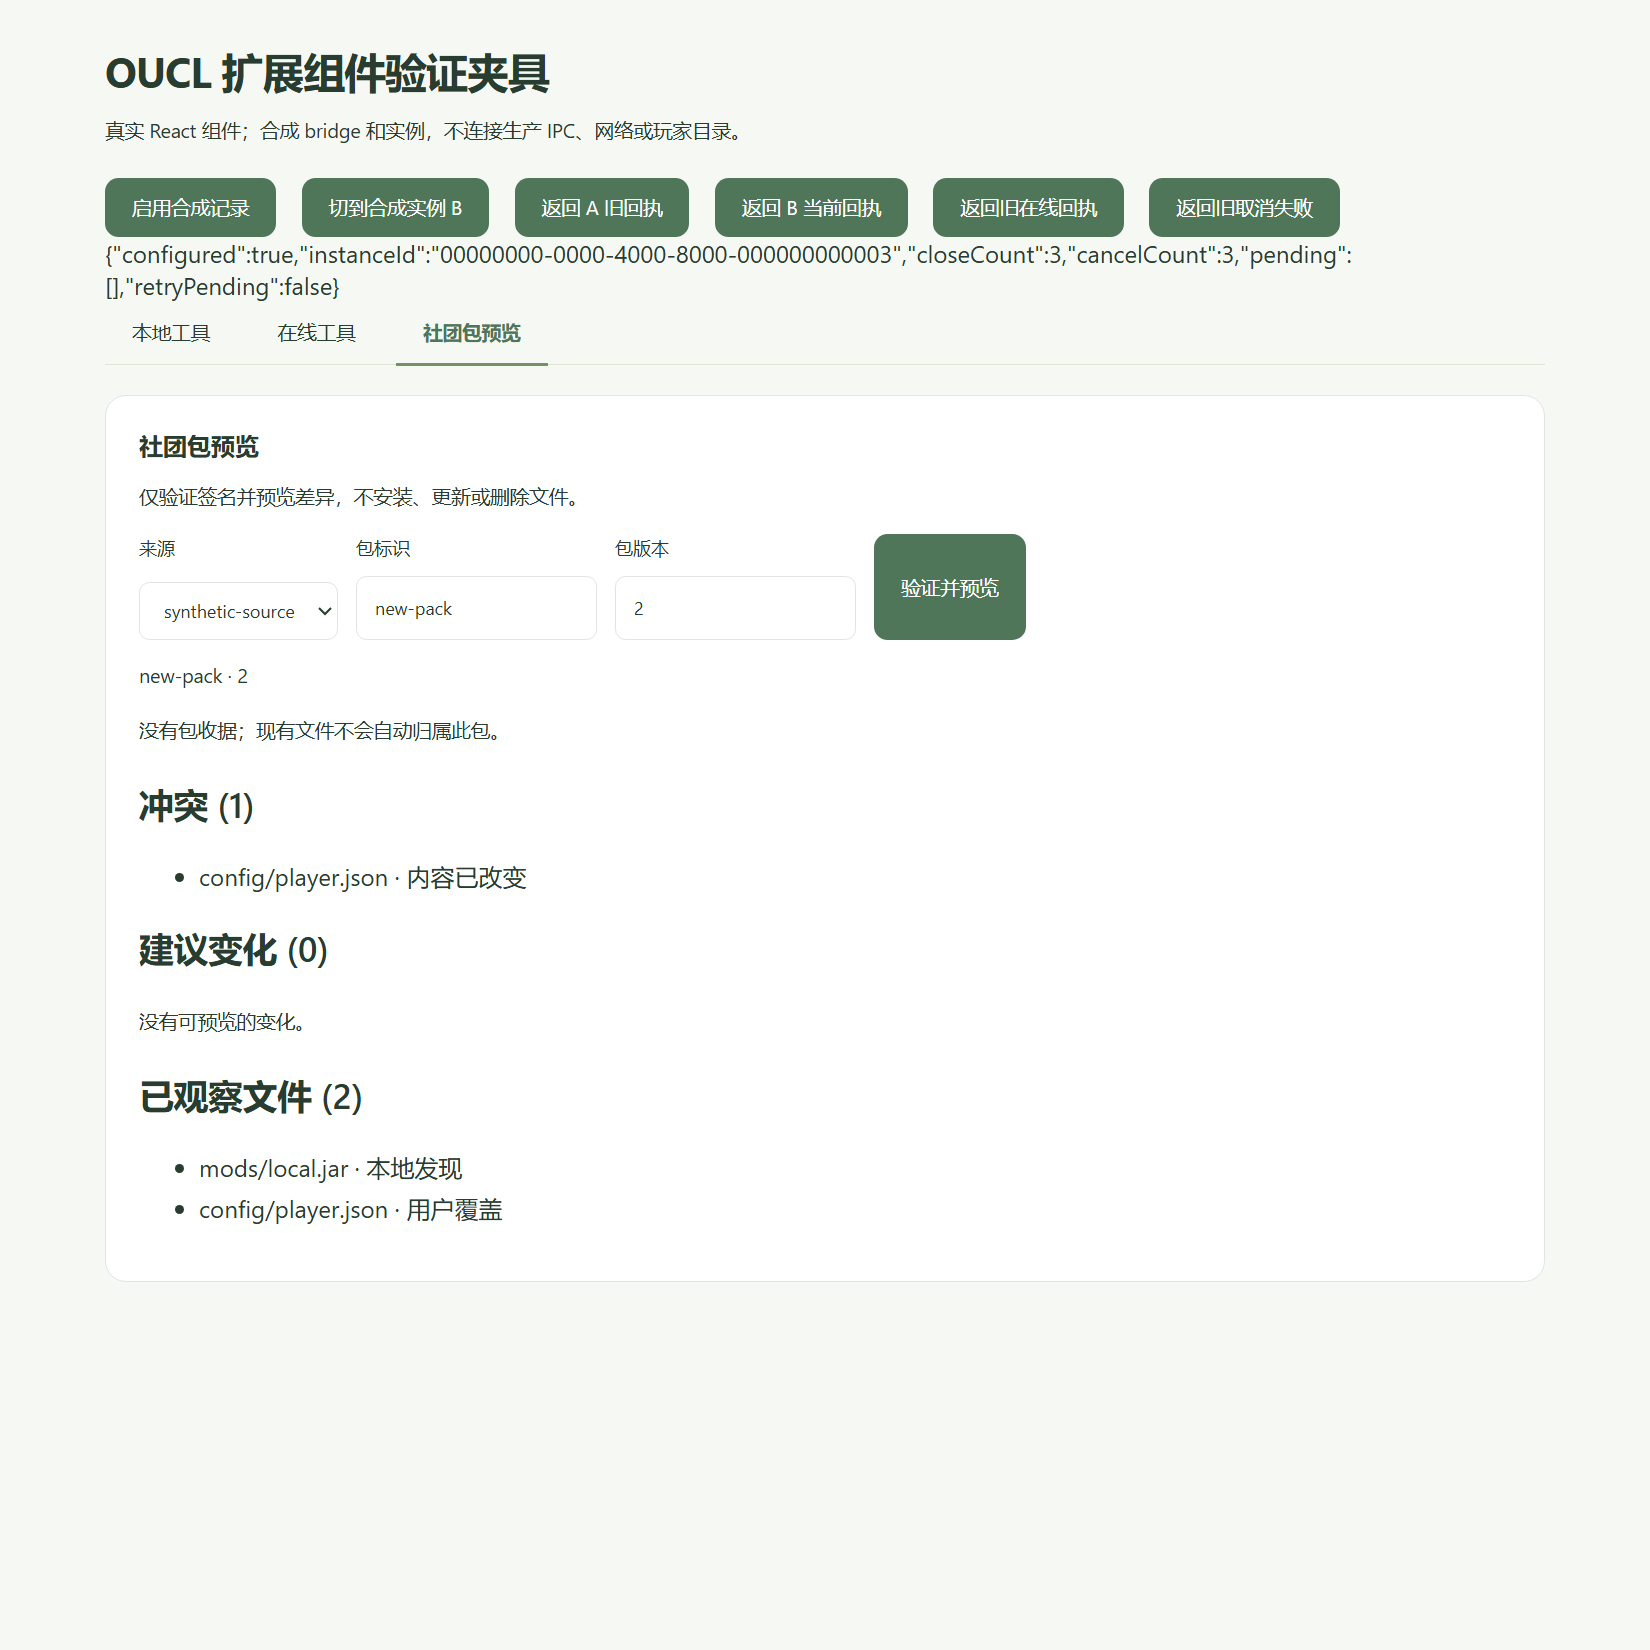 OUCL 扩展组件验证夹具
真实 React 组件；合成 bridge 和实例，不连接生产 IPC、网络或玩家目录。
启用合成记录 切到合成实例 B 返回 A 旧回执 返回 B 当前回执 返回旧在线回执 返回旧取消失败
{"configured":true,"instanceId":"00000000-0000-4000-8000-000000000003","closeCount":3,"cancelCount":3,"pending":
[],"retryPending":false}
本地工具 在线工具 社团包预览
社团包预览
仅验证签名并预览差异，不安装、更新或删除文件。
来源 包标识 包版本
synthetic-source new-pack 2 验证并预览
new-pack · 2
没有包收据；现有文件不会自动归属此包。
冲突 (1)
• config/player.json · 内容已改变
建议变化 (0)
没有可预览的变化。
已观察文件 (2)
• mods/local.jar · 本地发现
• config/player.json · 用户覆盖